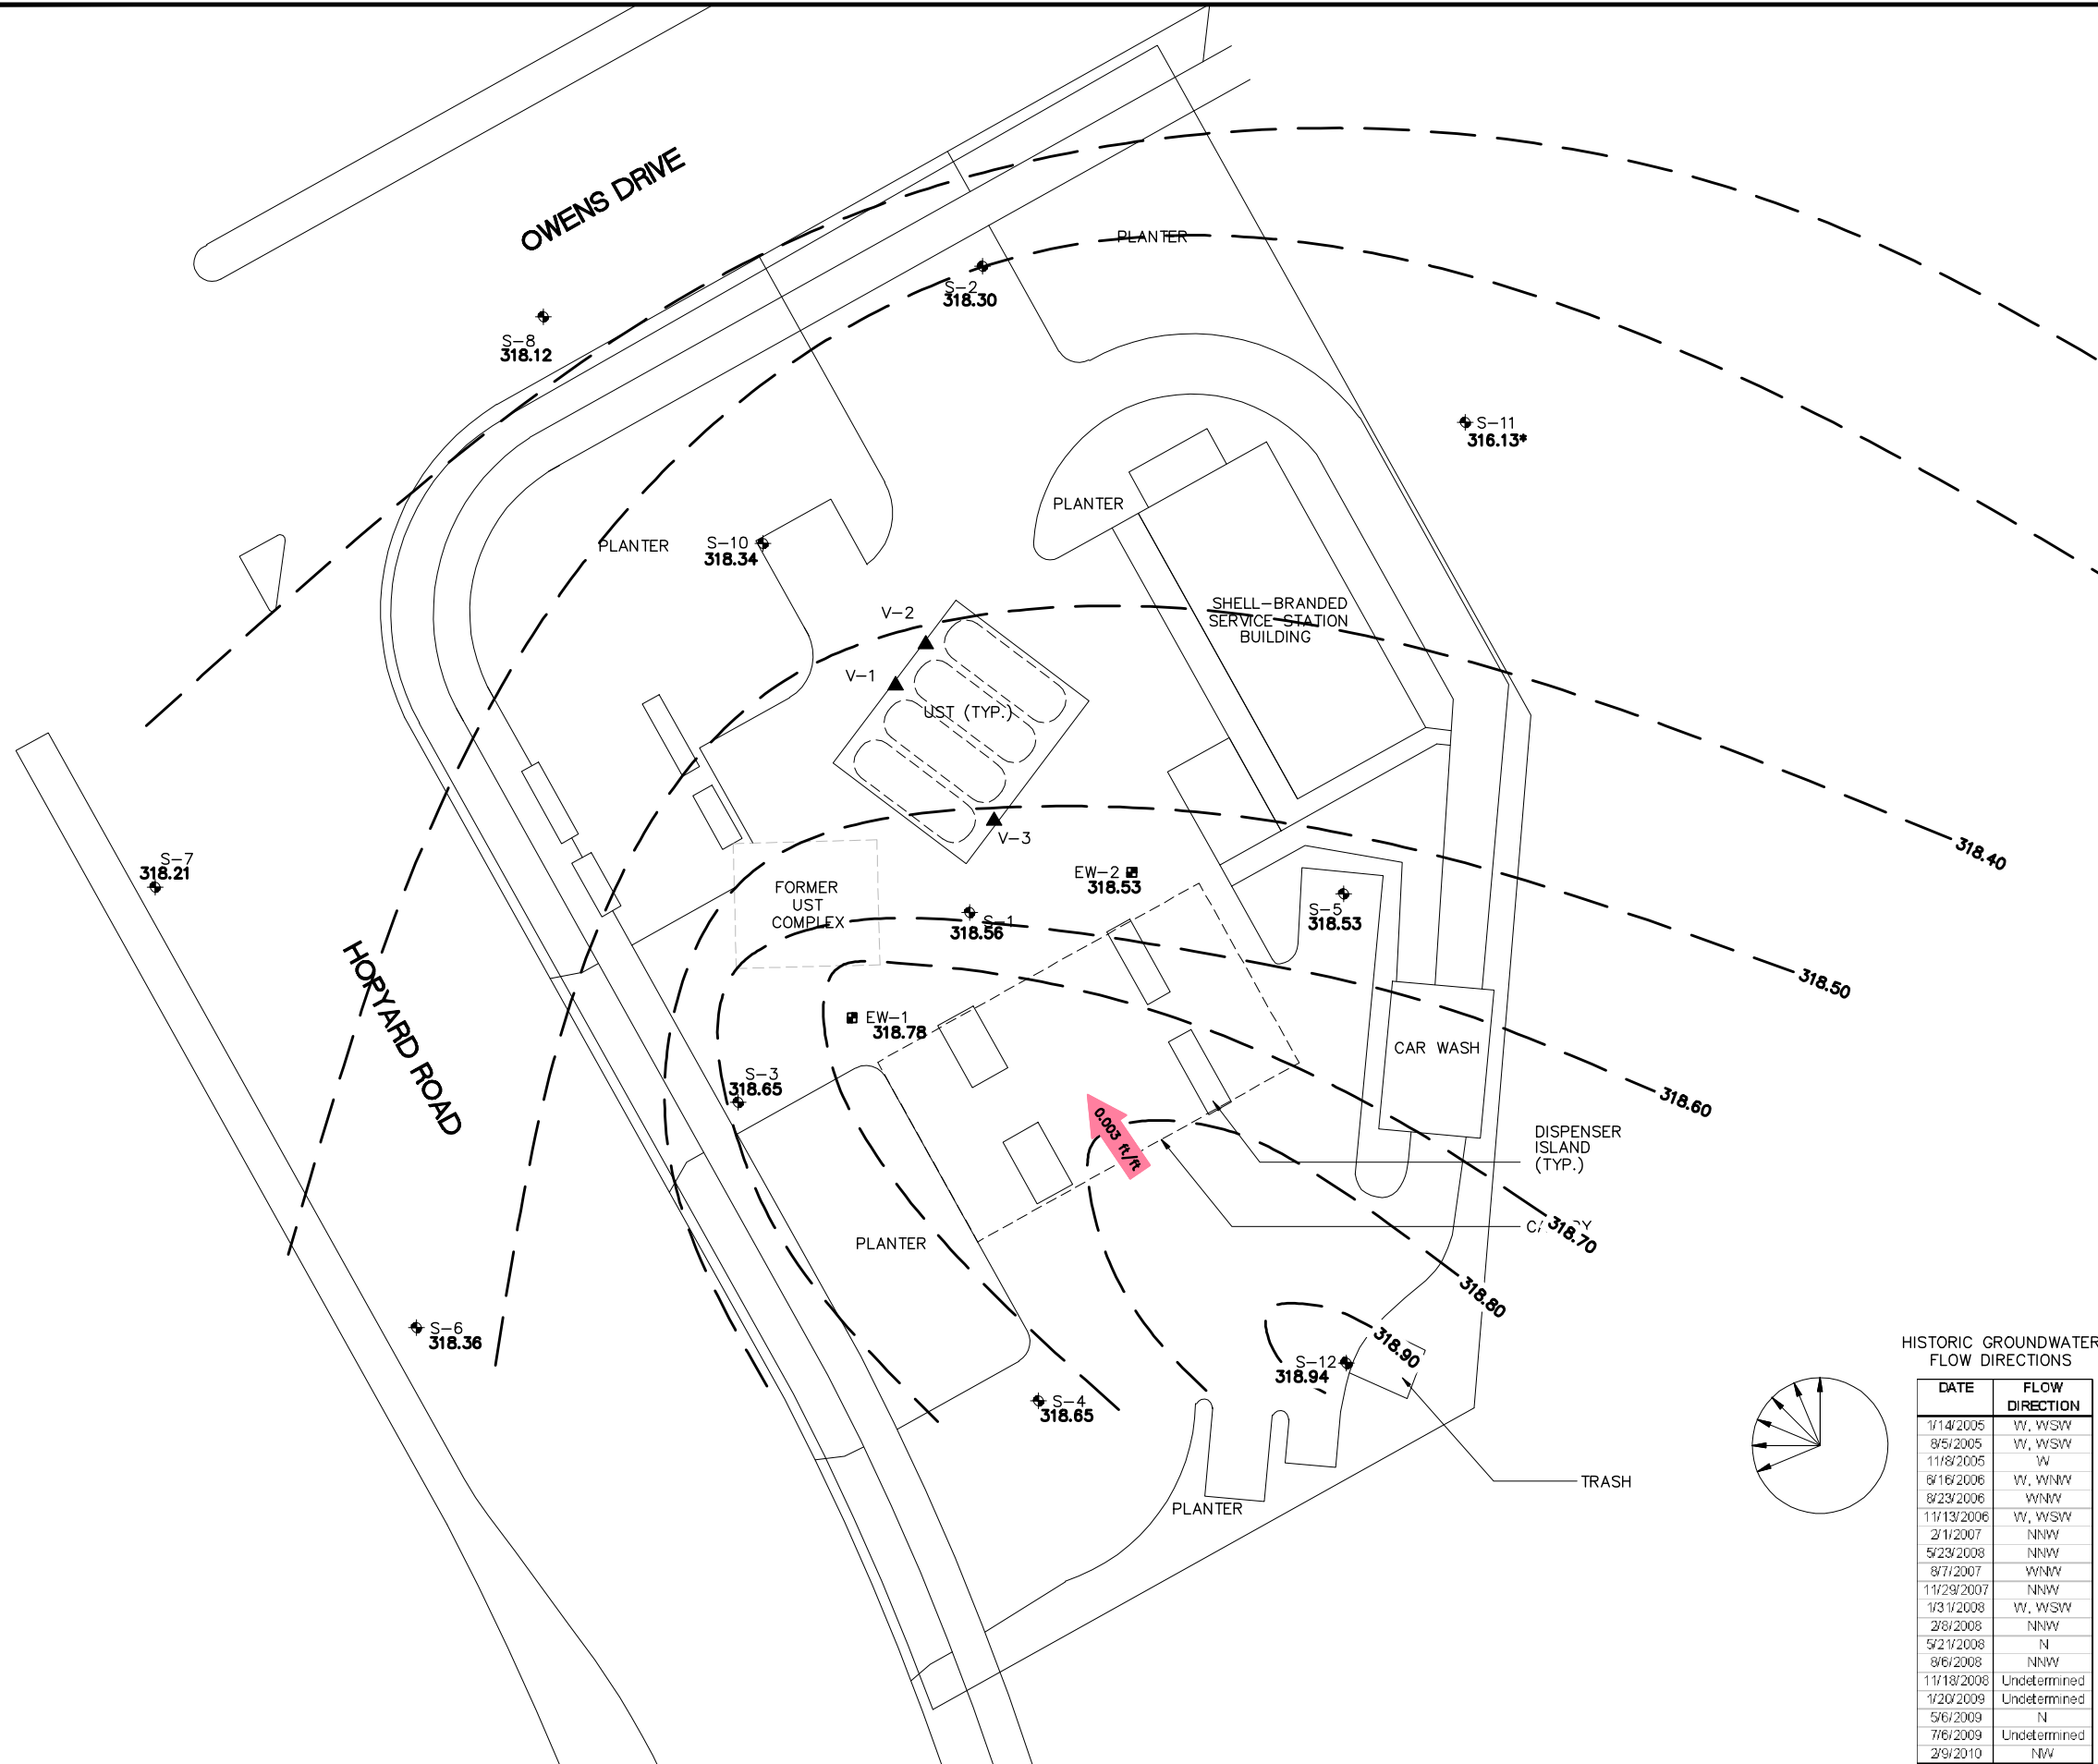 OWENS DRIVE
PLANTER
S-2
318.30
S-8
318.12
S-11
316.13*
PLANTER
S-10
318.34
PLANTER
V-2
SHELL-BRANDED
SERVICE STATION
BUILDING
V-1
UST (TYP.)
V-3
318.40
S-7
318.21
EW-2
318.53
FORMER
UST
COMPLEX
S-1
318.56
S-5
318.53
318.50
HOPYARD ROAD
EW-1
318.78
CAR WASH
S-3
318.65
318.60
0.003 ft/ft
DISPENSER
ISLAND
(TYP.)
318.70
PLANTER
318.80
S-6
318.36
318.90
S-12
318.94
S-4
318.65
TRASH
PLANTER
HISTORIC GROUNDWATER
FLOW DIRECTIONS
DATE FLOW DIRECTION
1/14/2005 W, WSW
8/5/2005 W, WSW
11/8/2005 W
6/16/2006 W, WNW
8/23/2006 WNW
11/13/2006 W, WSW
2/1/2007 NNW
5/23/2008 NNW
8/7/2007 WNW
11/29/2007 NNW
1/31/2008 W, WSW
2/8/2008 NNW
5/21/2008 N
8/6/2008 NNW
11/18/2008 Undetermined
1/20/2009 Undetermined
5/6/2009 N
7/6/2009 Undetermined
2/9/2010 NW